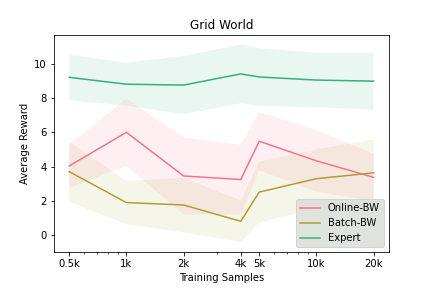 Grid World
Average Reward
10
8
6
4
2
0
Online-BW
Batch-BW
Expert
0.5k 1k 2k 4k 5k 10k 20k
Training Samples